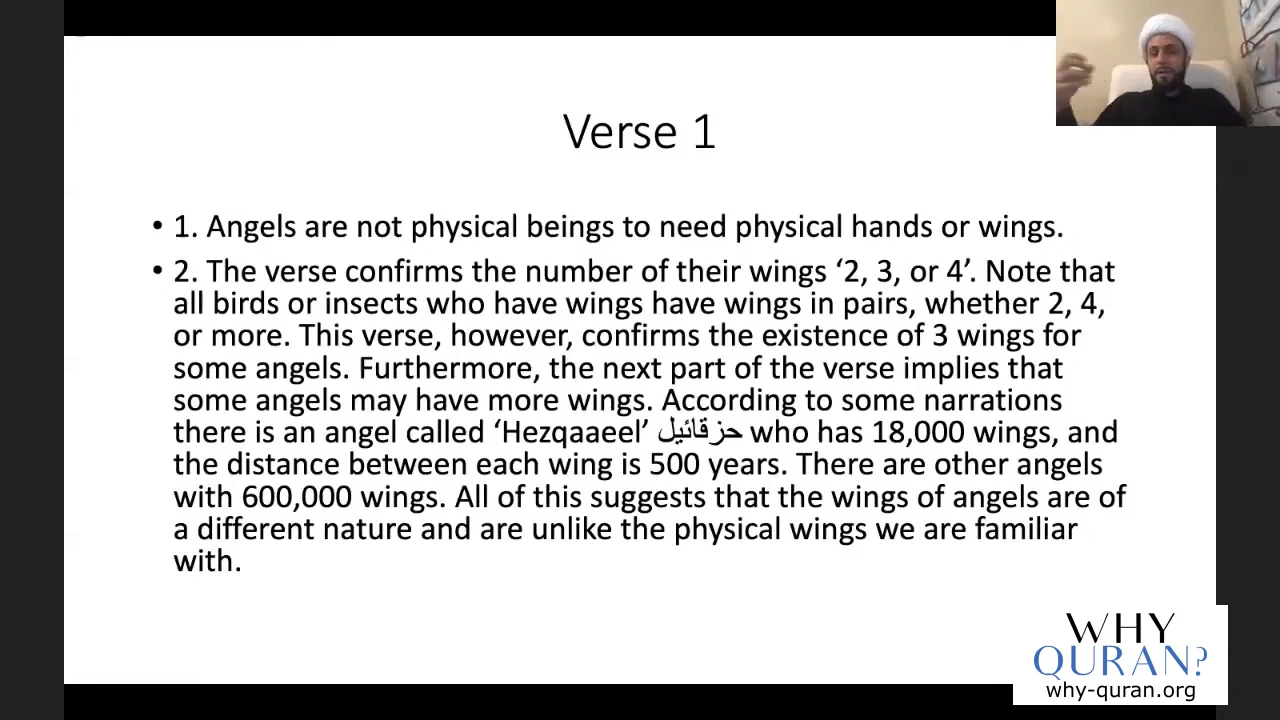 Verse 1
• 1. Angels are not physical beings to need physical hands or wings.
• 2. The verse confirms the number of their wings ‘2, 3, or 4’. Note that
all birds or insects who have wings have wings in pairs, whether 2, 4,
or more. This verse, however, confirms the existence of 3 wings for
some angels. Furthermore, the next part of the verse implies that
some angels may have more wings. According to some narrations
there is an angel called ‘Hezqaaeel’ حزقائيل who has 18,000 wings, and
the distance between each wing is 500 years. There are other angels
with 600,000 wings. All of this suggests that the wings of angels are of
a different nature and are unlike the physical wings we are familiar
with.
WHY
QURAN?
why-quran.org